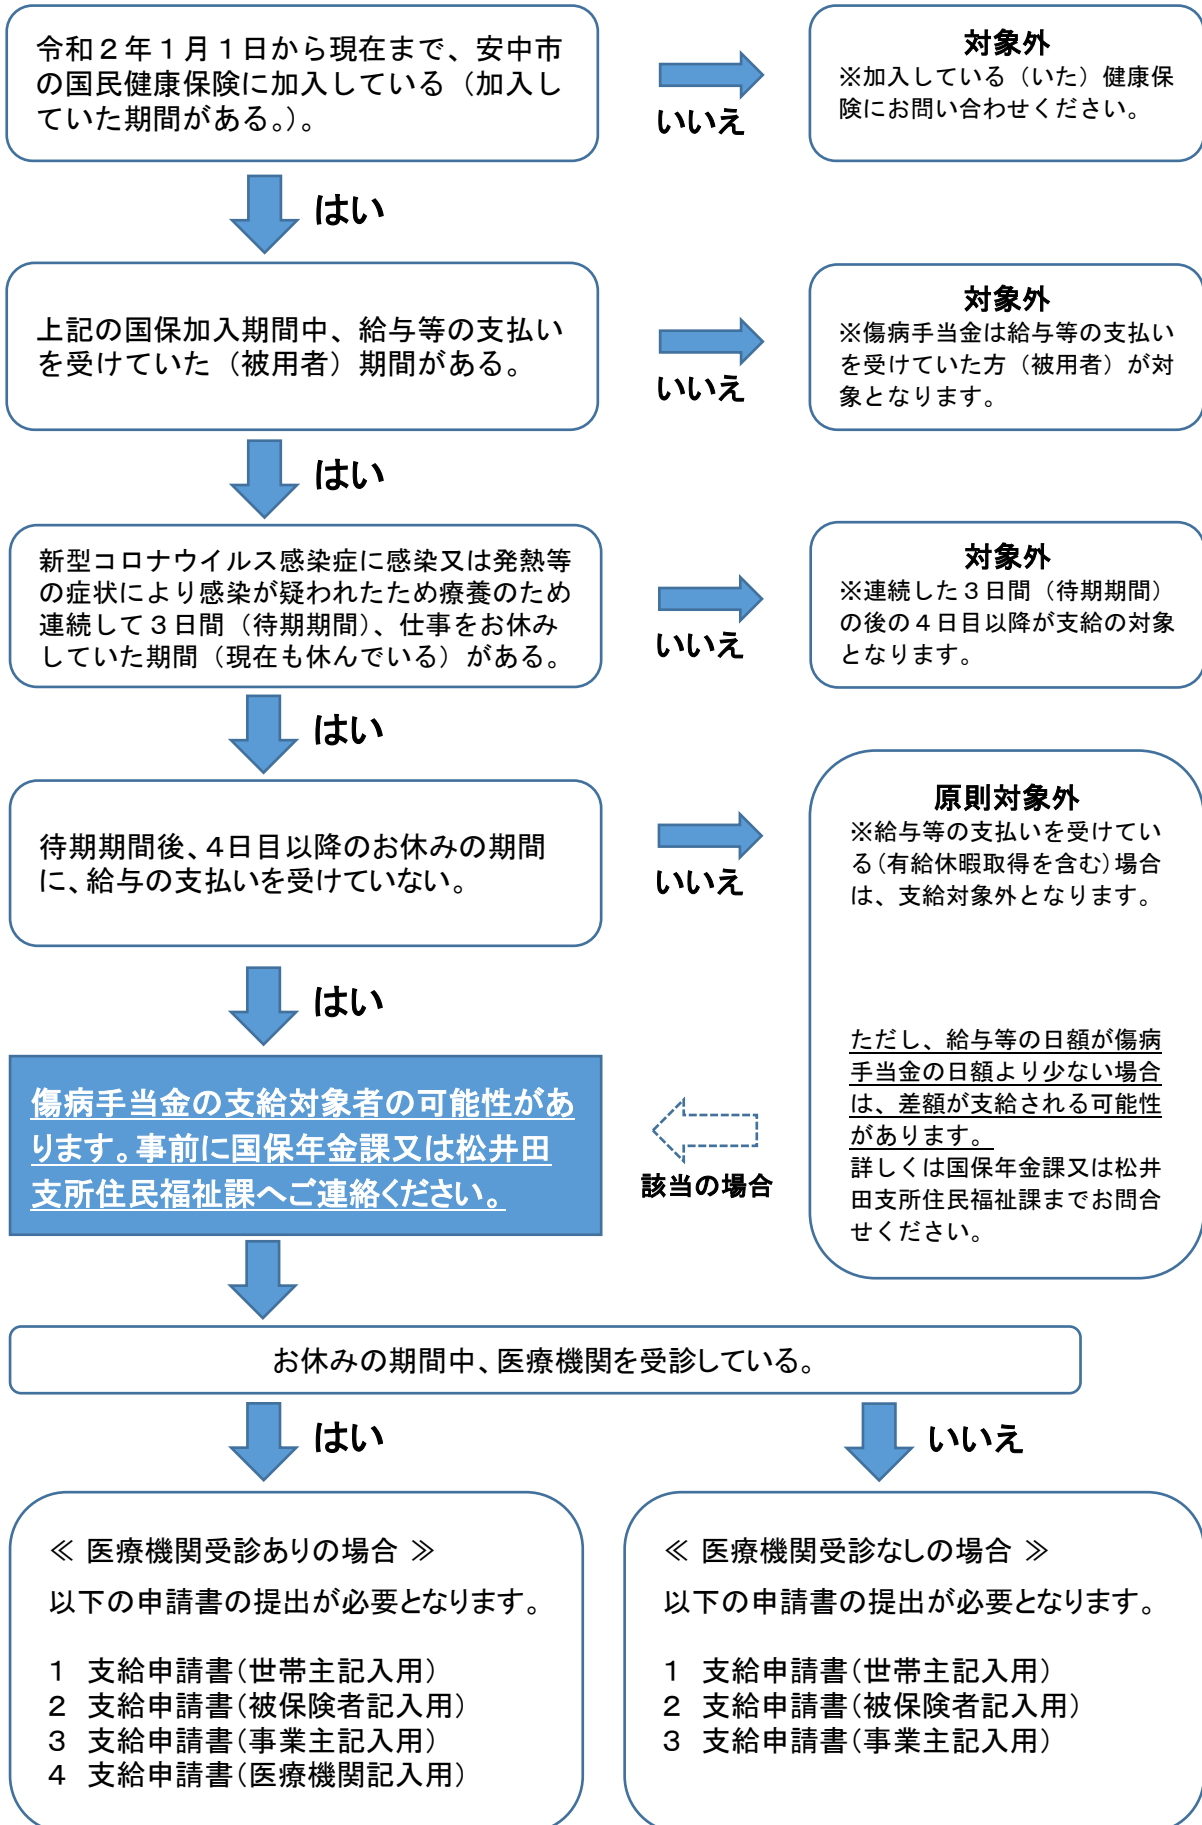 令和２年１月１日から現在まで、安中市
の国民健康保険に加入している（加入し
ていた期間がある。）。
いいえ
対象外
※加入している（いた）健康保
険にお問い合わせください。
はい
上記の国保加入期間中、給与等の支払い
を受けていた（被用者）期間がある。
いいえ
対象外
※傷病手当金は給与等の支払い
を受けていた方（被用者）が対
象となります。
はい
新型コロナウイルス感染症に感染又は発熱等
の症状により感染が疑われたため療養のため
連続して３日間（待期期間）、仕事をお休み
していた期間（現在も休んでいる）がある。
いいえ
対象外
※連続した３日間（待期期間）
の後の４日目以降が支給の対象
となります。
はい
待期期間後、4日目以降のお休みの期間
に、給与の支払いを受けていない。
いいえ
原則対象外
※給与等の支払いを受けてい
る（有給休暇取得を含む）場合
は、支給対象外となります。
ただし、給与等の日額が傷病
手当金の日額より少ない場合
は、差額が支給される可能性
があります。
詳しくは国保年金課又は松井
田支所住民福祉課までお問合
せください。
はい
該当の場合
傷病手当金の支給対象者の可能性があ
ります。事前に国保年金課又は松井田
支所住民福祉課へご連絡ください。
お休みの期間中、医療機関を受診している。
はい
いいえ
≪ 医療機関受診ありの場合 ≫
以下の申請書の提出が必要となります。
１ 支給申請書（世帯主記入用）
２ 支給申請書（被保険者記入用）
３ 支給申請書（事業主記入用）
４ 支給申請書（医療機関記入用）
≪ 医療機関受診なしの場合 ≫
以下の申請書の提出が必要となります。
１ 支給申請書（世帯主記入用）
２ 支給申請書（被保険者記入用）
３ 支給申請書（事業主記入用）